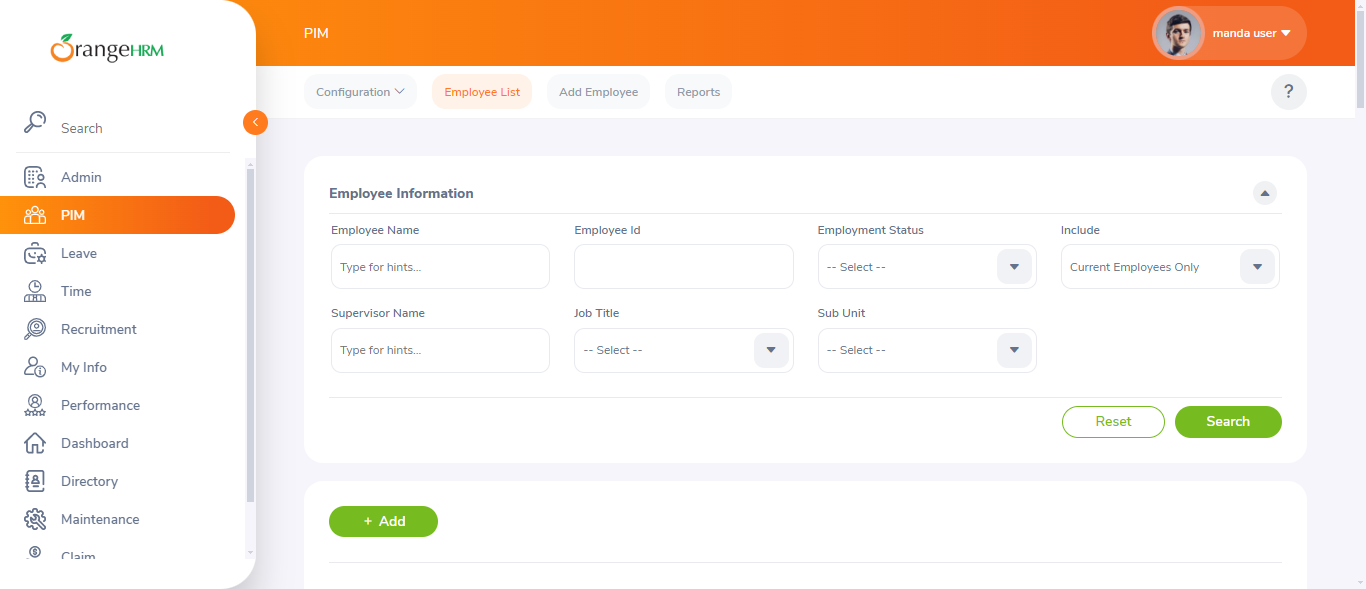 OrangeHRM
PIM
manda user
Configuration
Employee List
Add Employee
Reports
?
Search
Admin
PIM
Leave
Time
Recruitment
My Info
Performance
Dashboard
Directory
Maintenance
Claim
Employee Information
Employee Name
Employee Id
Employment Status
Include
Type for hints...
-- Select --
Current Employees Only
Supervisor Name
Job Title
Sub Unit
Type for hints...
-- Select --
-- Select --
Reset
Search
+ Add